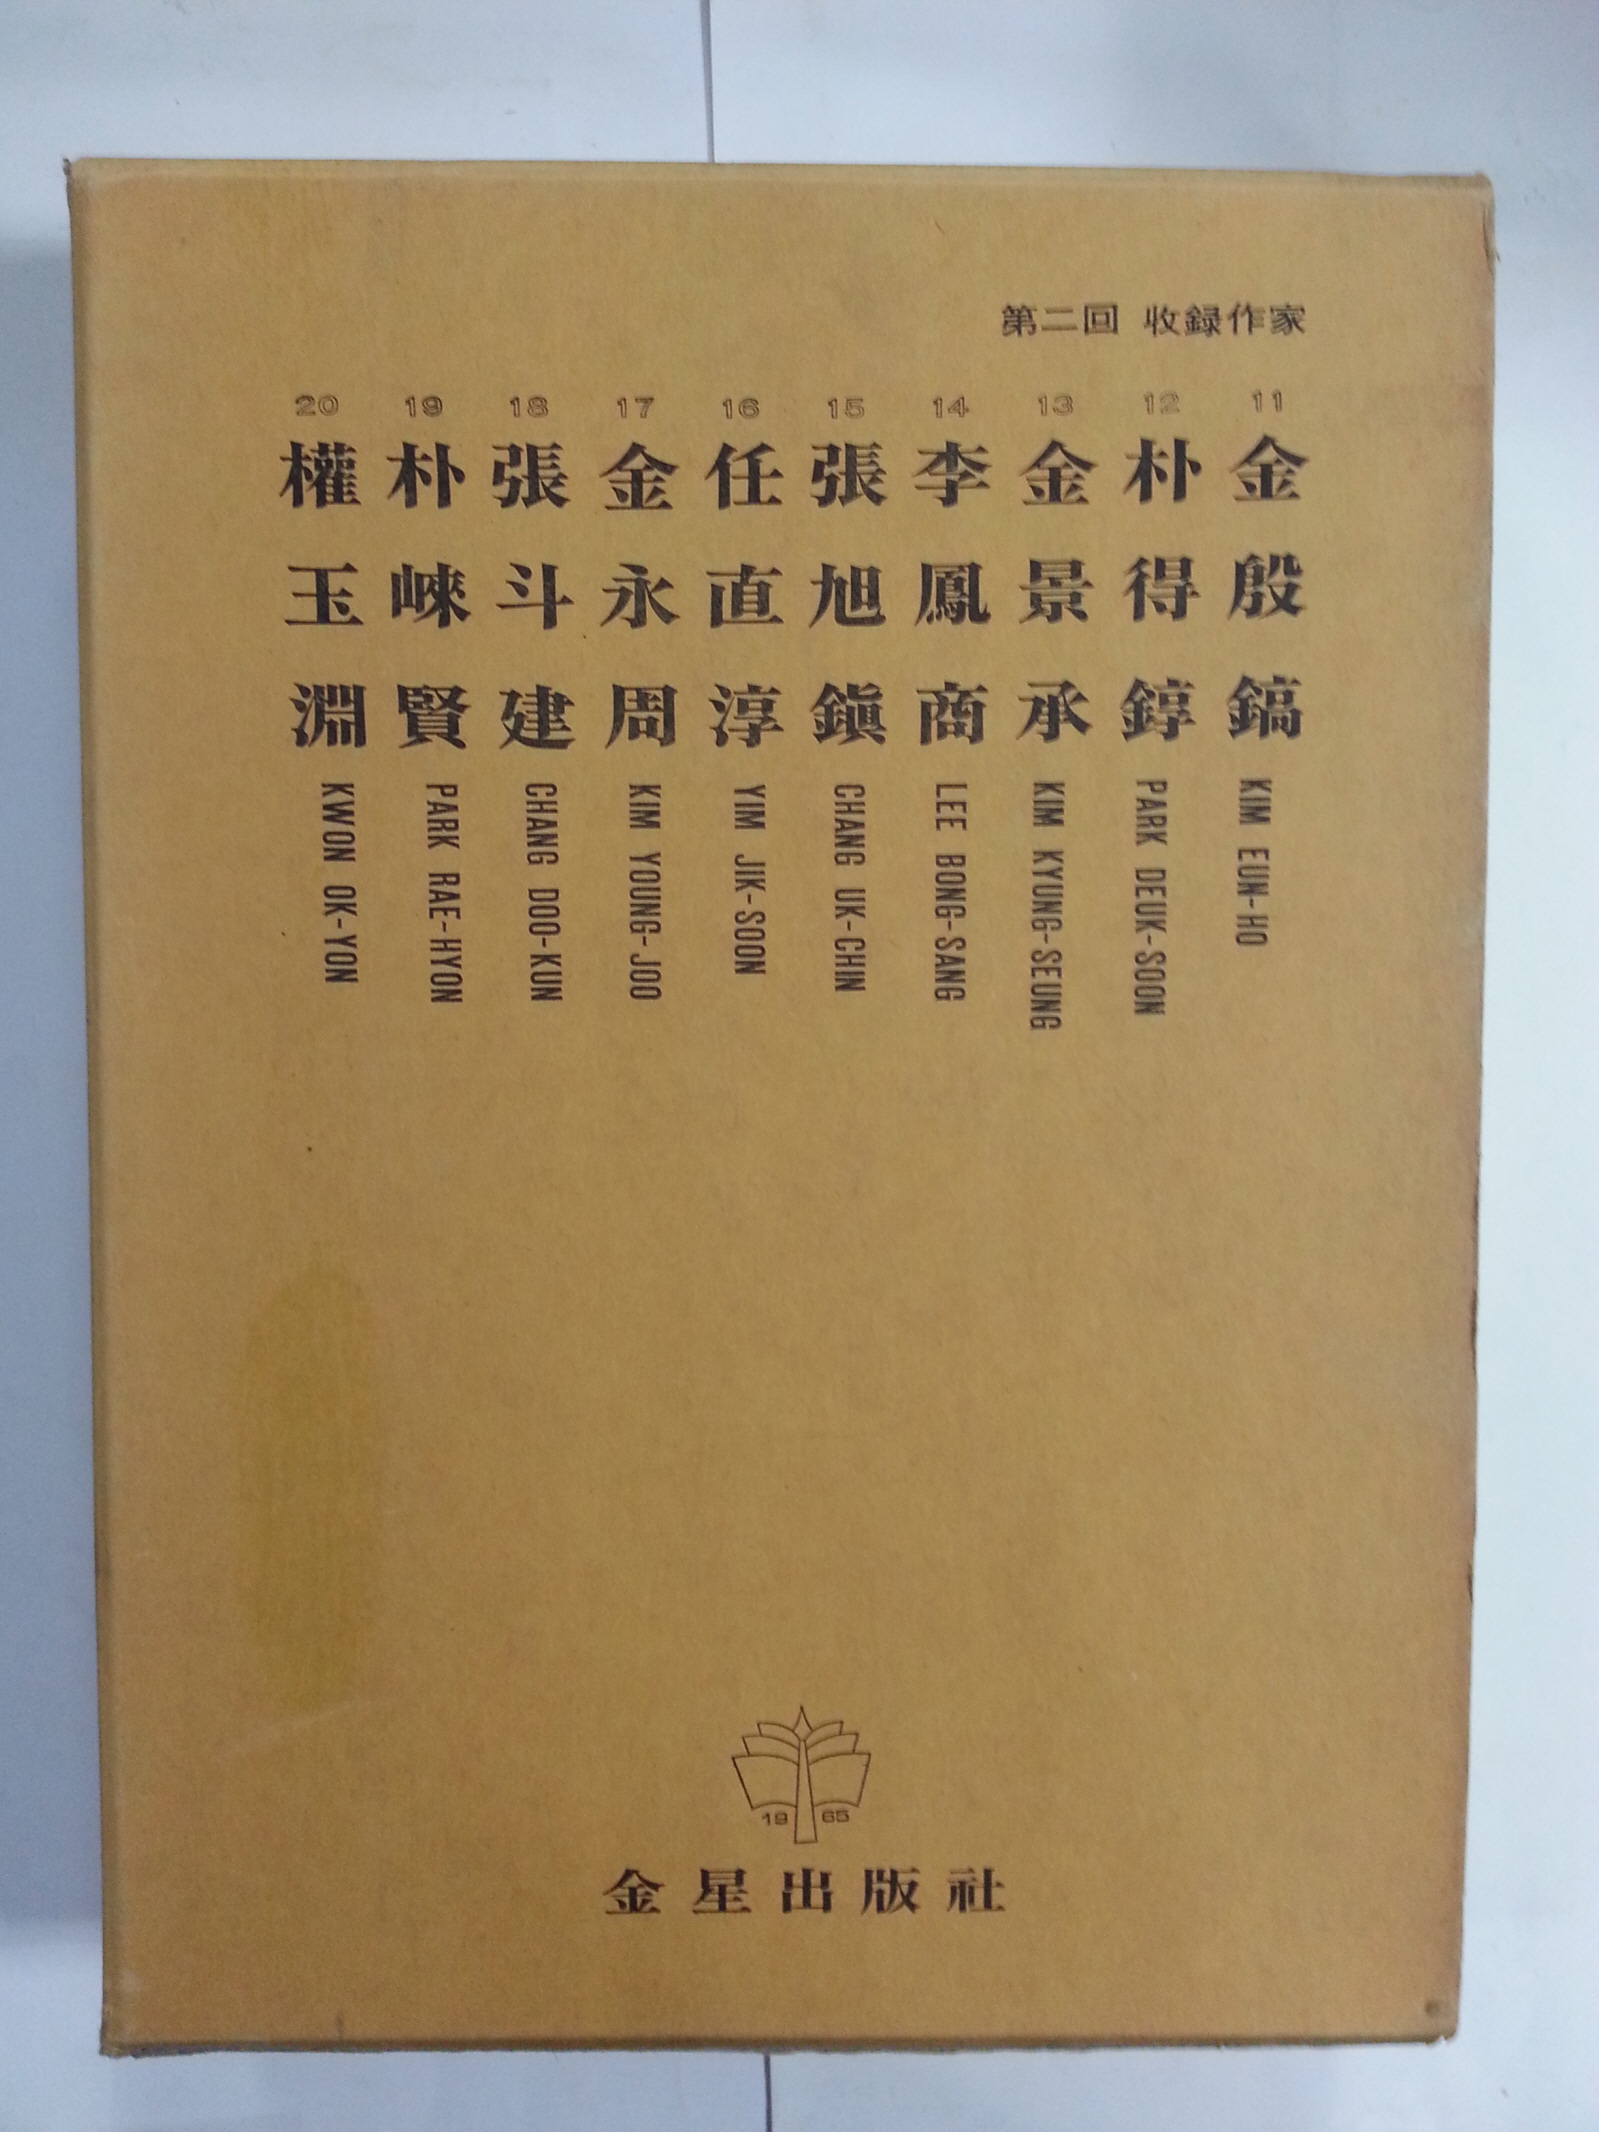 第二回 收録作家
11 金殷鎬 KIM EUN-HO
12 朴得錞 PARK DEUK-SOON
13 金景承 KIM KYUNG-SEUNG
14 李鳳商 LEE BONG-SANG
15 張旭鎭 CHANG UK-CHIN
16 任直淳 YIM JIK-SOON
17 金永周 KIM YOUNG-JOO
18 張斗建 CHANG DOO-KUN
19 朴崍賢 PARK RAE-HYON
20 權玉淵 KWON OK-YON
1965
金星出版社